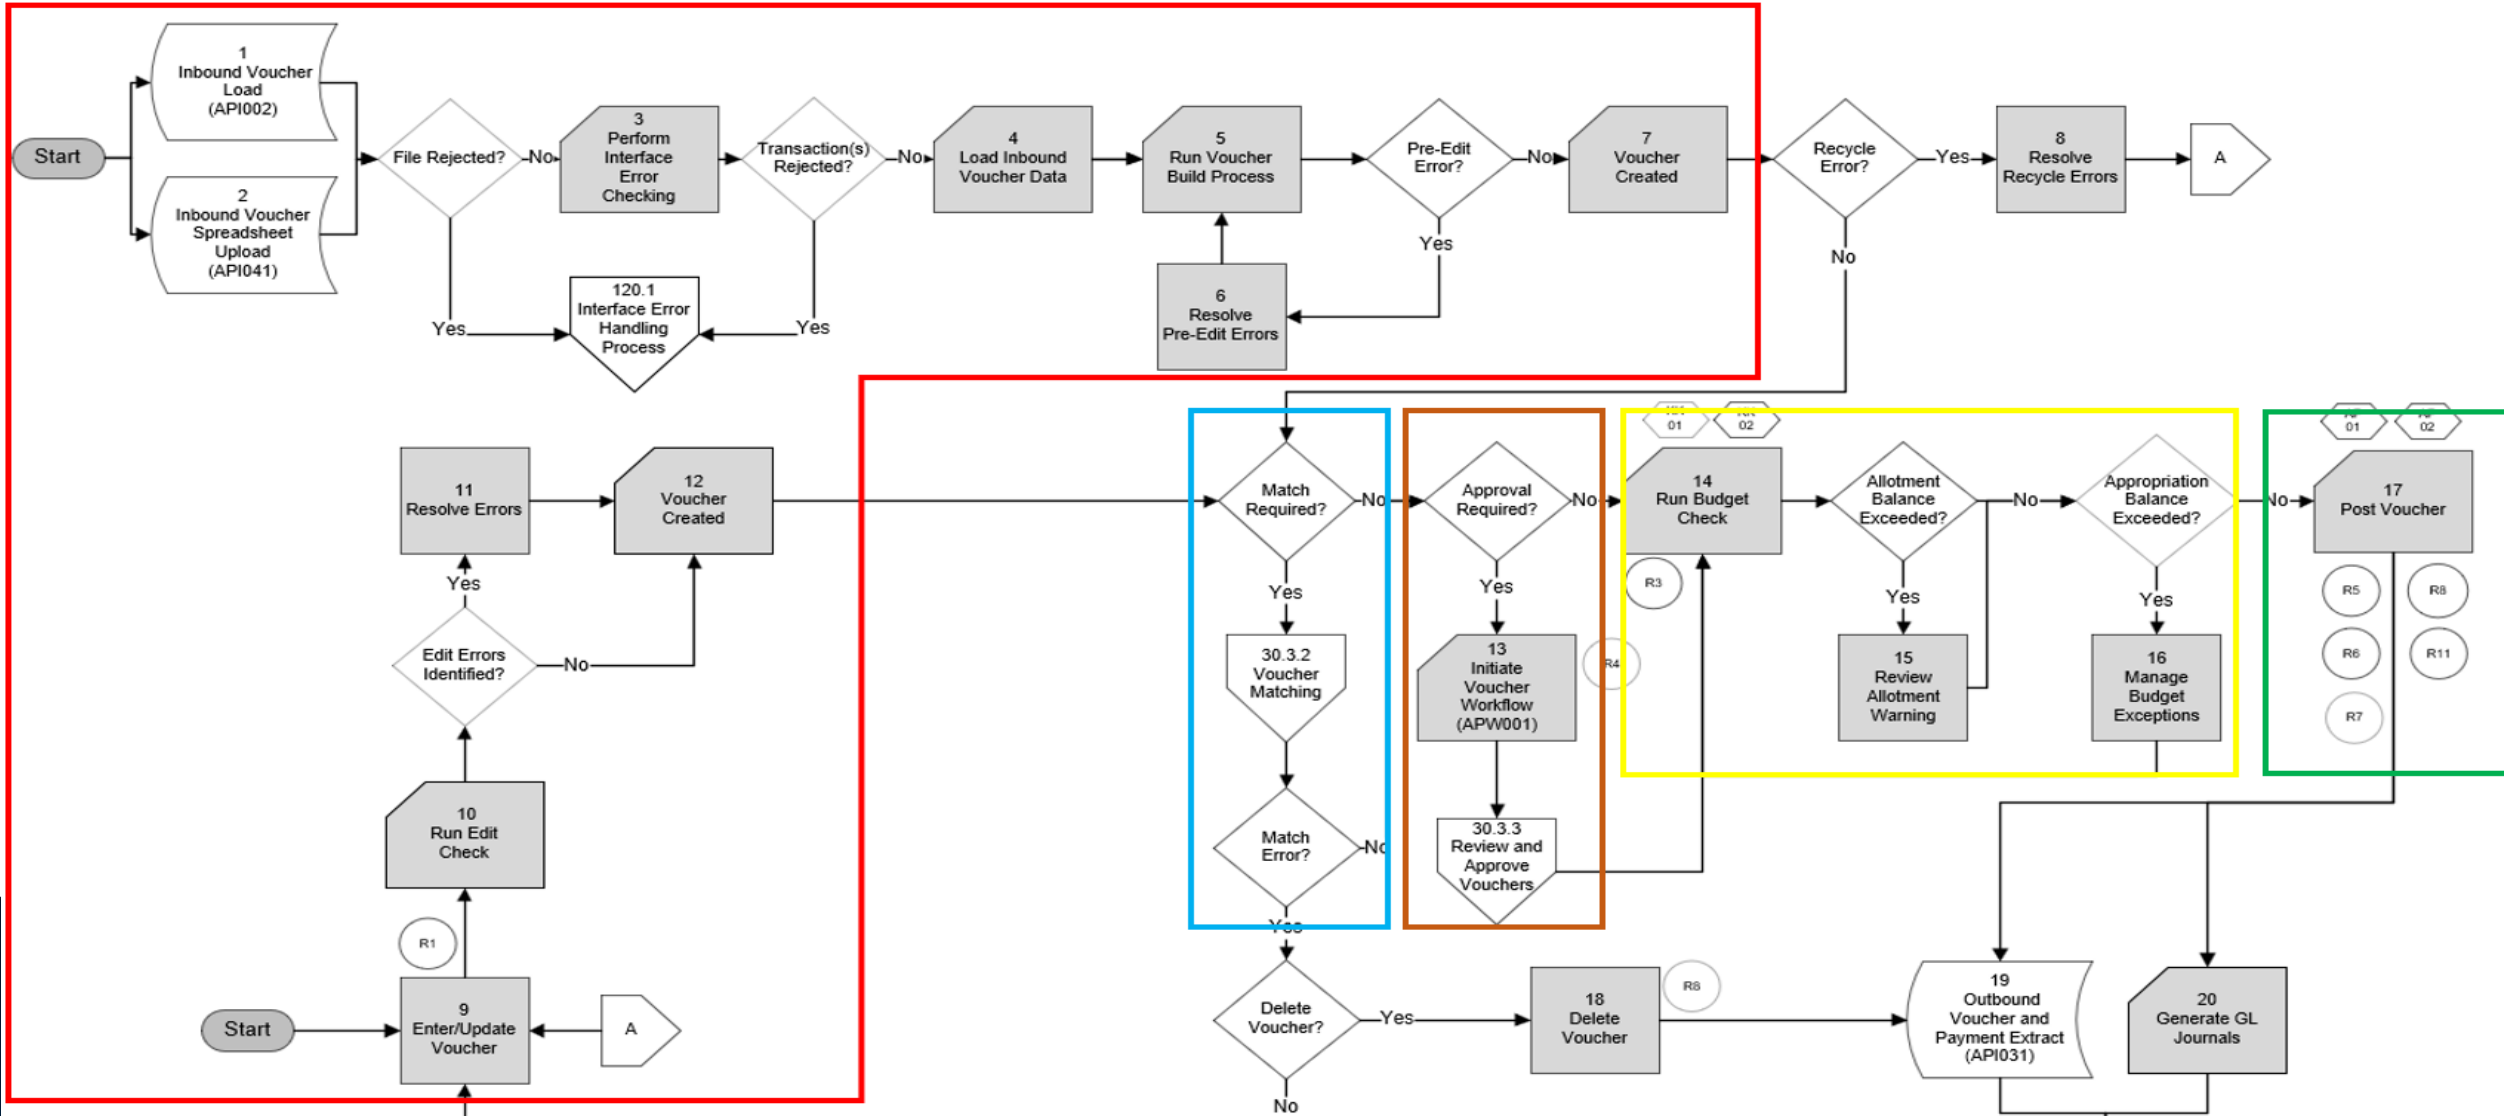 1
Inbound Voucher
Load
(API002)
Start
2
Inbound Voucher
Spreadsheet
Upload
(API041)
File Rejected?
No
Yes
3
Perform
Interface
Error
Checking
Transaction(s)
Rejected?
No
Yes
120.1
Interface Error
Handling
Process
4
Load Inbound
Voucher Data
5
Run Voucher
Build Process
Pre-Edit
Error?
No
Yes
6
Resolve
Pre-Edit Errors
7
Voucher
Created
Recycle
Error?
Yes
No
8
Resolve
Recycle Errors
A
11
Resolve Errors
12
Voucher
Created
Yes
Edit Errors
Identified?
No
10
Run Edit
Check
R1
Start
9
Enter/Update
Voucher
A
Match
Required?
No
Yes
30.3.2
Voucher
Matching
Match
Error?
No
Yes
Delete
Voucher?
Yes
No
Approval
Required?
No
Yes
13
Initiate
Voucher
Workflow
(APW001)
R4
30.3.3
Review and
Approve
Vouchers
01
02
14
Run Budget
Check
R3
Allotment
Balance
Exceeded?
No
Yes
15
Review
Allotment
Warning
Appropriation
Balance
Exceeded?
No
Yes
16
Manage
Budget
Exceptions
01
02
17
Post Voucher
R5
R8
R6
R11
R7
18
Delete
Voucher
R8
19
Outbound
Voucher and
Payment Extract
(API031)
20
Generate GL
Journals